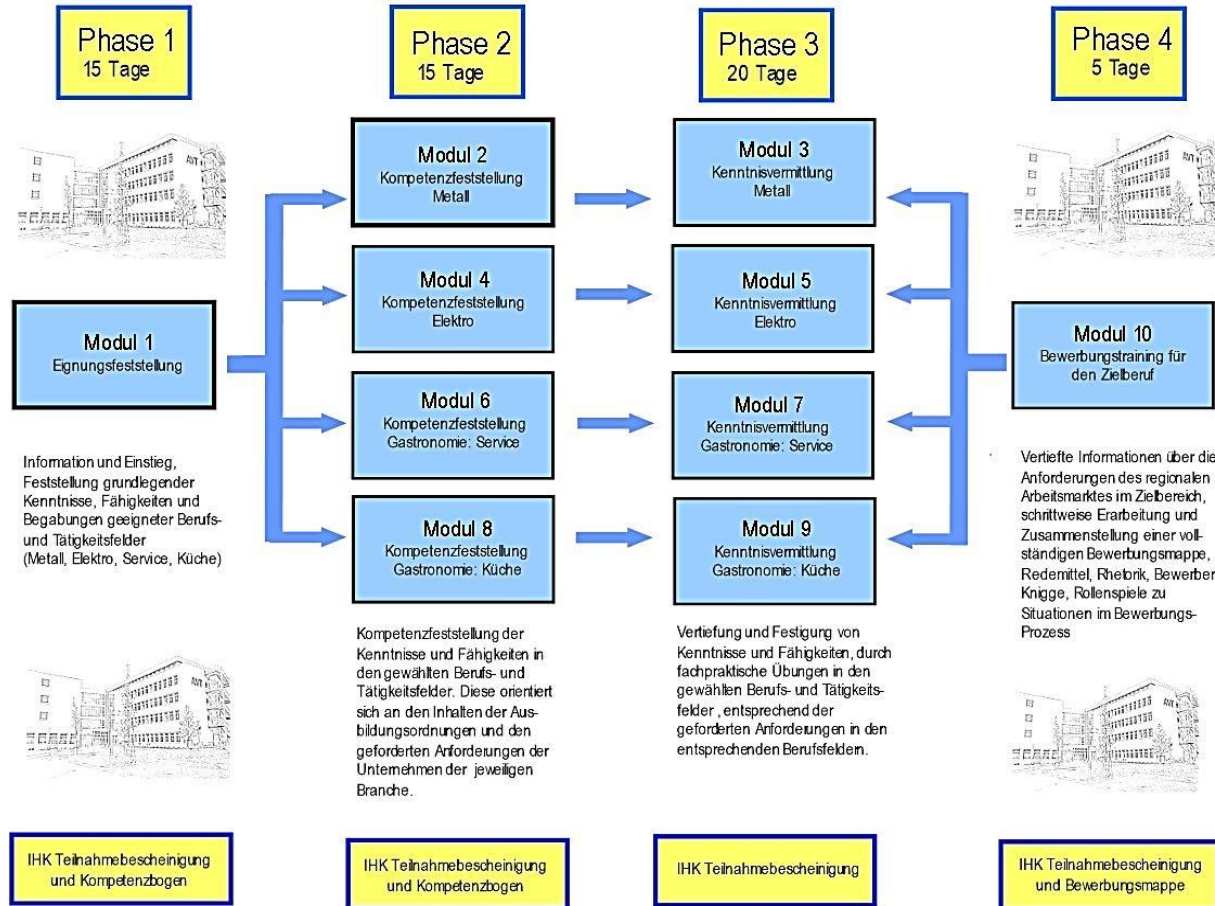 Phase 1
15 Tage
Phase 2
15 Tage
Phase 3
20 Tage
Phase 4
5 Tage
Modul 1
Eignungsfeststellung
Information und Einstieg,
Feststellung grundlegender
Kenntnisse, Fähigkeiten und
Begabungen geeigneter Berufs-
und Tätigkeitsfelder
(Metall, Elektro, Service, Küche)
Modul 2
Kompetenzfeststellung
Metall
Modul 4
Kompetenzfeststellung
Elektro
Modul 6
Kompetenzfeststellung
Gastronomie: Service
Modul 8
Kompetenzfeststellung
Gastronomie: Küche
Kompetenzfeststellung der
Kenntnisse und Fähigkeiten in
den gewählten Berufs- und
Tätigkeitsfelder. Diese orientiert
sich an den Inhalten der Aus-
bildungsordnungen und den
geforderten Anforderungen der
Unternehmen der jeweiligen
Branche.
Modul 3
Kenntnisvermittlung
Metall
Modul 5
Kenntnisvermittlung
Elektro
Modul 7
Kenntnisvermittlung
Gastronomie: Service
Modul 9
Kenntnisvermittlung
Gastronomie: Küche
Vertiefung und Festigung von
Kenntnisse und Fähigkeiten, durch
fachpraktische Übungen in den
gewählten Berufs- und Tätigkeits-
felder , entsprechend der
geforderten Anforderungen in den
entsprechenden Berufsfeldern.
Modul 10
Bewerbungstraining für
den Zielberuf
Vertiefte Informationen über die
Anforderungen des regionalen
Arbeitsmarktes im Zielbereich,
schrittweise Erarbeitung und
Zusammenstellung einer voll-
ständigen Bewerbungsmappe,
Redemittel, Rhetorik, Bewerber
Knigge, Rollenspiele zu
Situationen im Bewerbungs-
Prozess
IHK Teilnahmebescheinigung
und Kompetenzbogen
IHK Teilnahmebescheinigung
und Kompetenzbogen
IHK Teilnahmebescheinigung
IHK Teilnahmebescheinigung
und Bewerbungsmappe